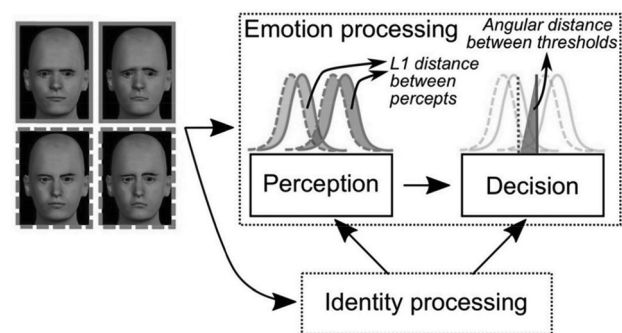 Emotion processing
Angular distance
between thresholds
L1 distance
between
percepts
Perception
Decision
Identity processing